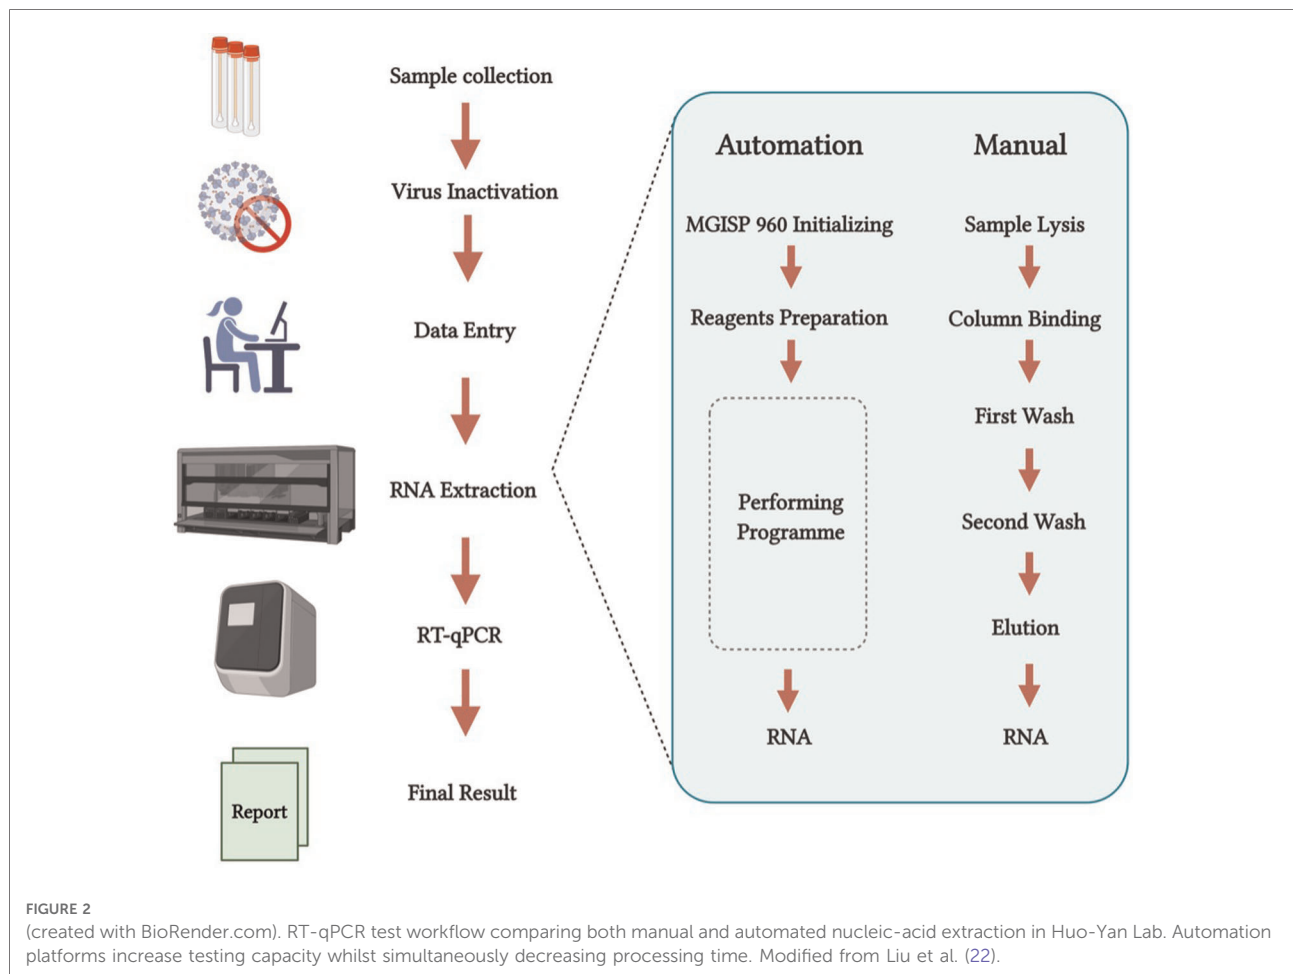 Sample collection
Virus Inactivation
Data Entry
RNA Extraction
RT-qPCR
Final Result
Report
Automation
MGISP 960 Initializing
Reagents Preparation
Performing
Programme
RNA
Manual
Sample Lysis
Column Binding
First Wash
Second Wash
Elution
RNA
FIGURE 2
(created with BioRender.com). RT-qPCR test workflow comparing both manual and automated nucleic-acid extraction in Huo-Yan Lab. Automation
platforms increase testing capacity whilst simultaneously decreasing processing time. Modified from Liu et al. (22).